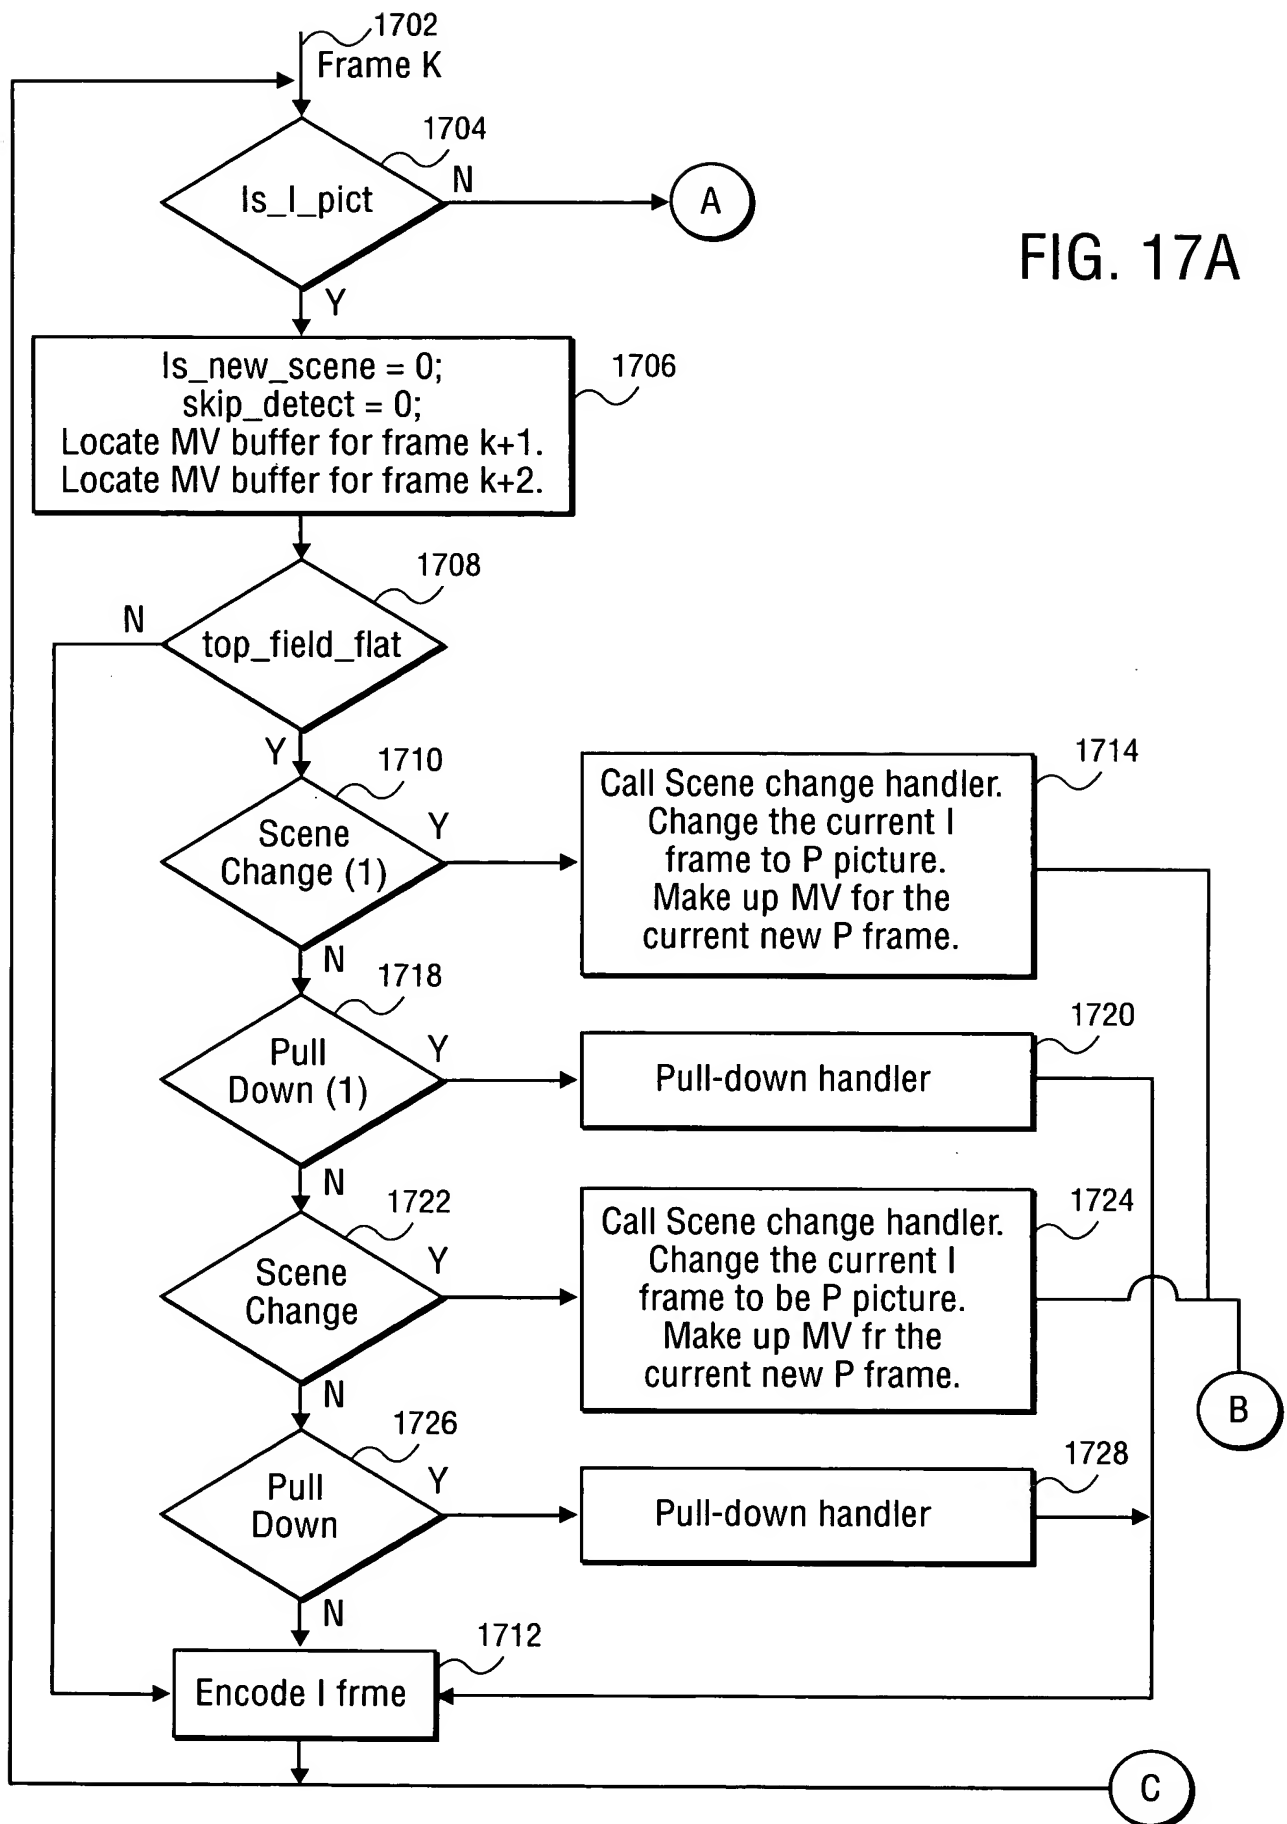 1702
Frame K
1704
Is_I_pict
N
A
FIG. 17A
Y
Is_new_scene = 0;
skip_detect = 0;
Locate MV buffer for frame k+1.
Locate MV buffer for frame k+2.
1706
1708
N
top_field_flat
Y
1710
Scene
Change (1)
Y
1714
Call Scene change handler.
Change the current I
frame to P picture.
Make up MV for the
current new P frame.
N
1718
Pull
Down (1)
Y
1720
Pull-down handler
N
1722
Scene
Change
Y
1724
Call Scene change handler.
Change the current I
frame to be P picture.
Make up MV fr the
current new P frame.
B
N
1726
Pull
Down
Y
1728
Pull-down handler
N
1712
Encode I frme
C